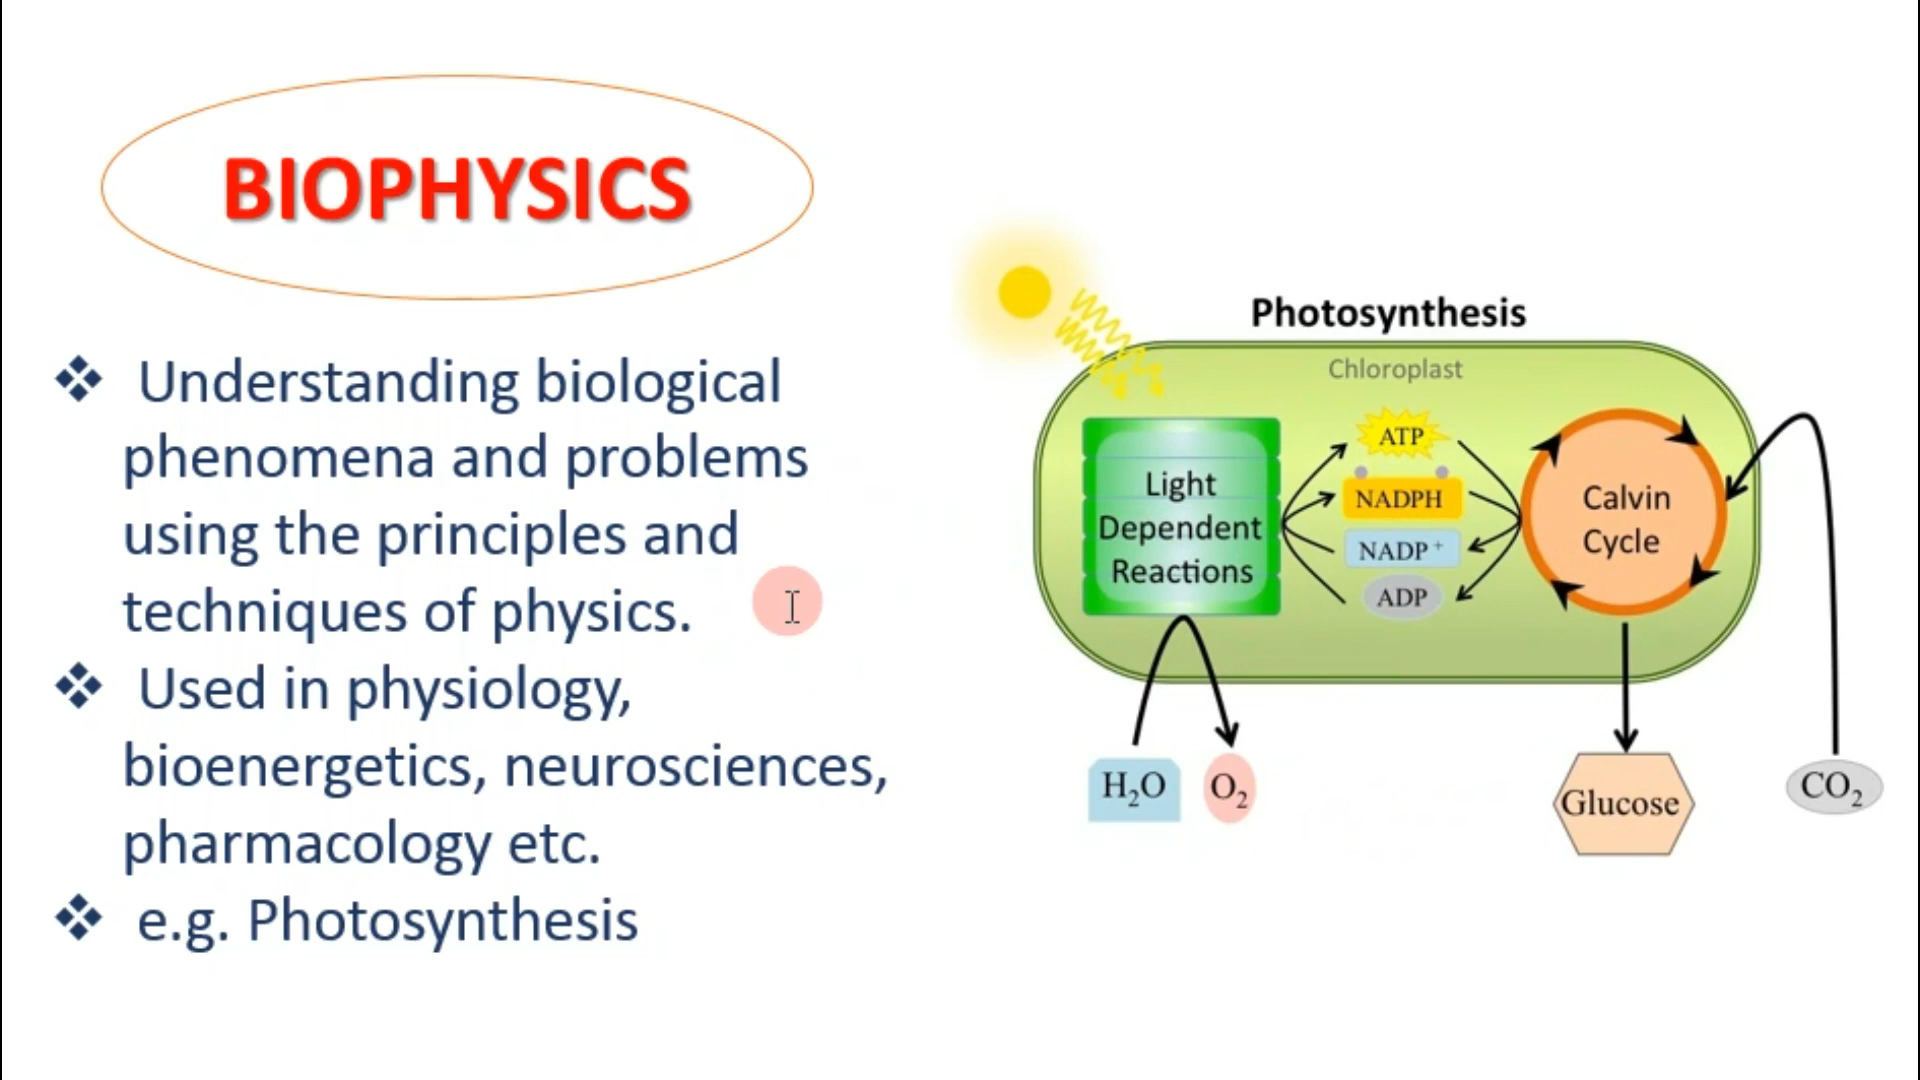 BIOPHYSICS
❖ Understanding biological
phenomena and problems
using the principles and
techniques of physics.
❖ Used in physiology,
bioenergetics, neurosciences,
pharmacology etc.
❖ e.g. Photosynthesis
Photosynthesis
Chloroplast
Light
Dependent
Reactions
ATP
NADPH
NADP⁺
ADP
Calvin
Cycle
H₂O
O₂
Glucose
CO₂